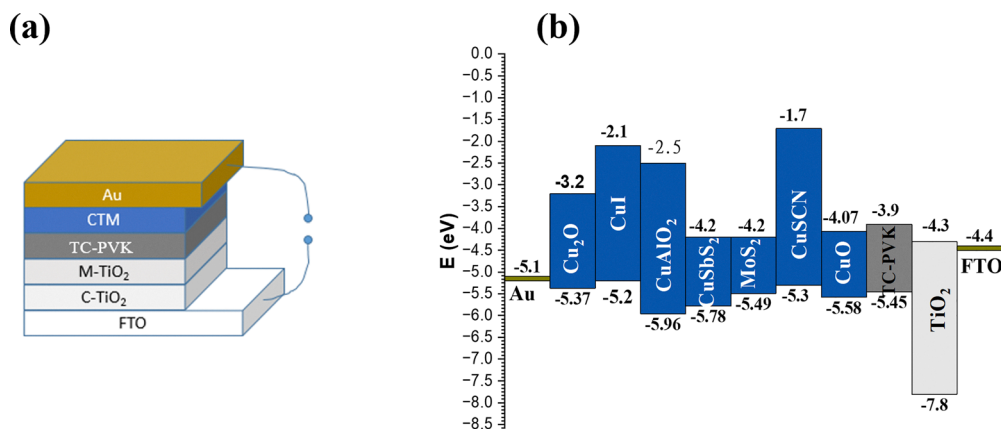 (a)
Au
CTM
TC-PVK
M-TiO₂
C-TiO₂
FTO
(b)
E (eV)
0.0
-0.5
-1.0
-1.5
-2.0
-2.5
-3.0
-3.5
-4.0
-4.5
-5.0
-5.5
-6.0
-6.5
-7.0
-7.5
-8.0
-8.5
-5.1
Au
-3.2
Cu₂O
-5.37
-2.1
CuI
-5.2
-2.5
CuAlO₂
-5.96
-4.2
CuSbS₂
-5.78
-4.2
MoS₂
-5.49
-1.7
CuSCN
-5.3
-4.07
CuO
-5.58
-3.9
TC-PVK
-5.45
-4.3
TiO₂
-7.8
-4.4
FTO